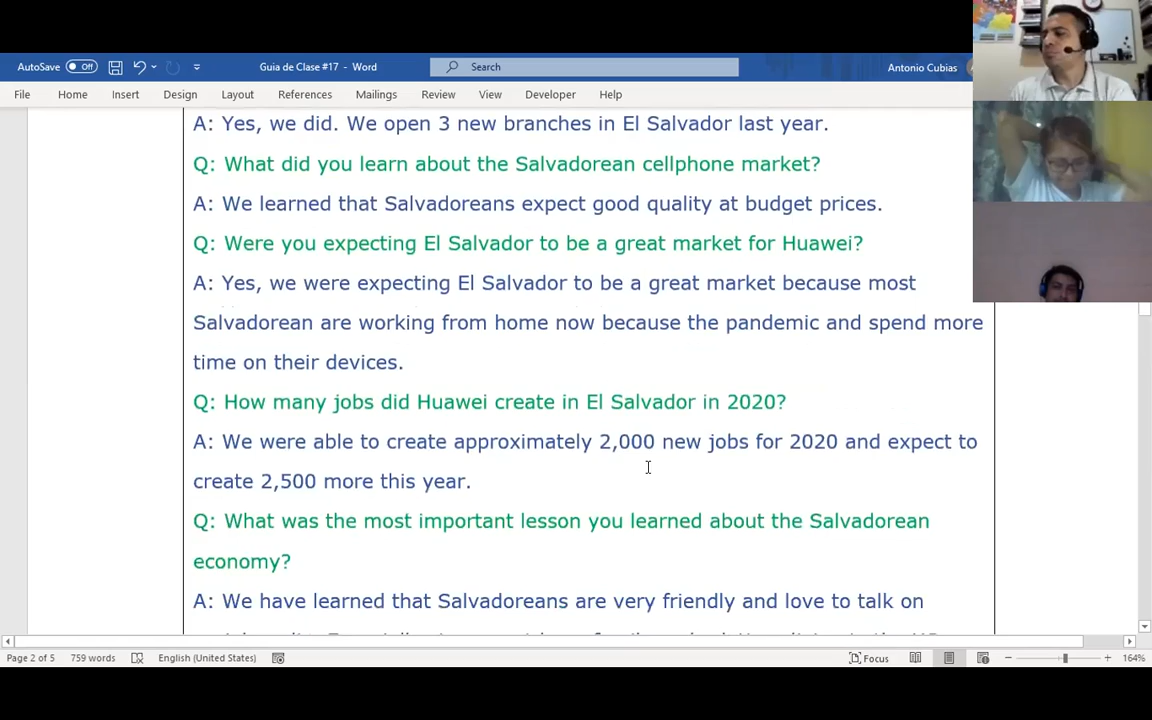 AutoSave Off Guia de Clase #17 - Word Search Antonio Cubias
File Home Insert Design Layout References Mailings Review View Developer Help
A: Yes, we did. We open 3 new branches in El Salvador last year.
Q: What did you learn about the Salvadorean cellphone market?
A: We learned that Salvadoreans expect good quality at budget prices.
Q: Were you expecting El Salvador to be a great market for Huawei?
A: Yes, we were expecting El Salvador to be a great market because most
Salvadorean are working from home now because the pandemic and spend more
time on their devices.
Q: How many jobs did Huawei create in El Salvador in 2020?
A: We were able to create approximately 2,000 new jobs for 2020 and expect to
create 2,500 more this year.
Q: What was the most important lesson you learned about the Salvadorean
economy?
A: We have learned that Salvadoreans are very friendly and love to talk on
Page 2 of 5 759 words English (United States) Focus 164%